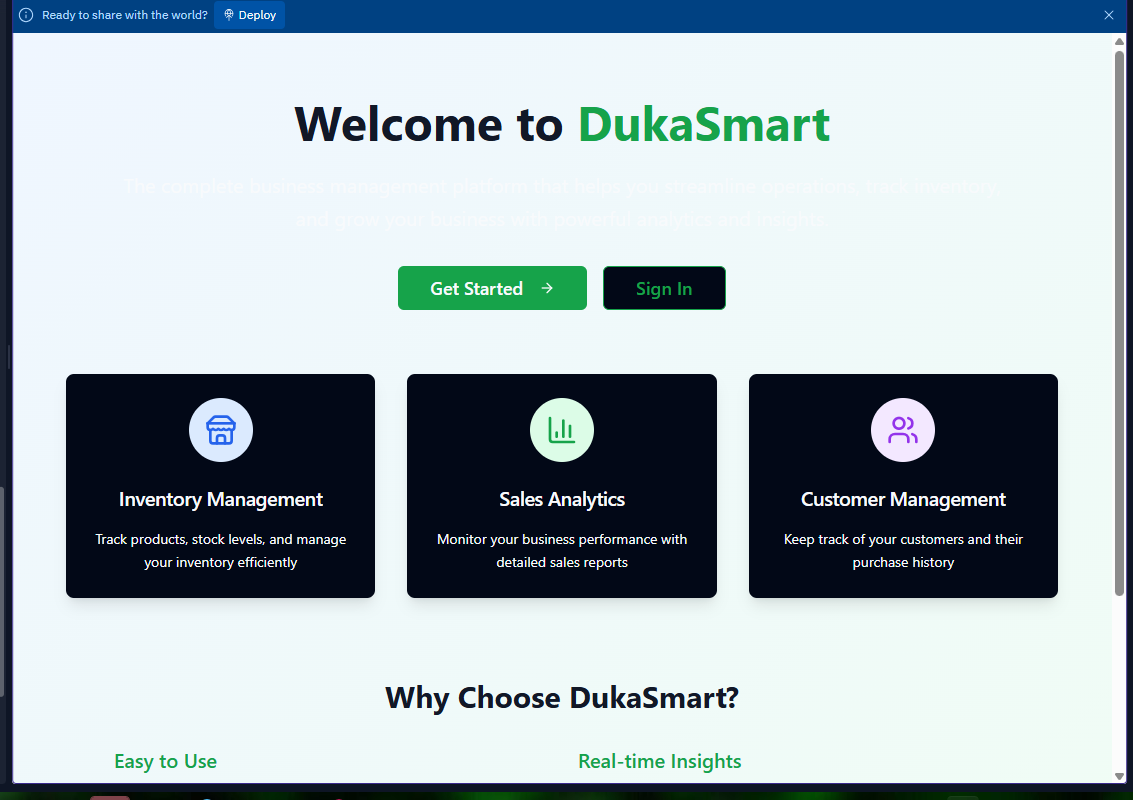 Ready to share with the world?
Deploy
Welcome to DukaSmart
The complete business management platform that helps you streamline operations, track inventory,
and grow your business with powerful analytics and insights.
Get Started
Sign In
Inventory Management
Sales Analytics
Customer Management
Track products, stock levels, and manage
your inventory efficiently
Monitor your business performance with
detailed sales reports
Keep track of your customers and their
purchase history
Why Choose DukaSmart?
Easy to Use
Real-time Insights